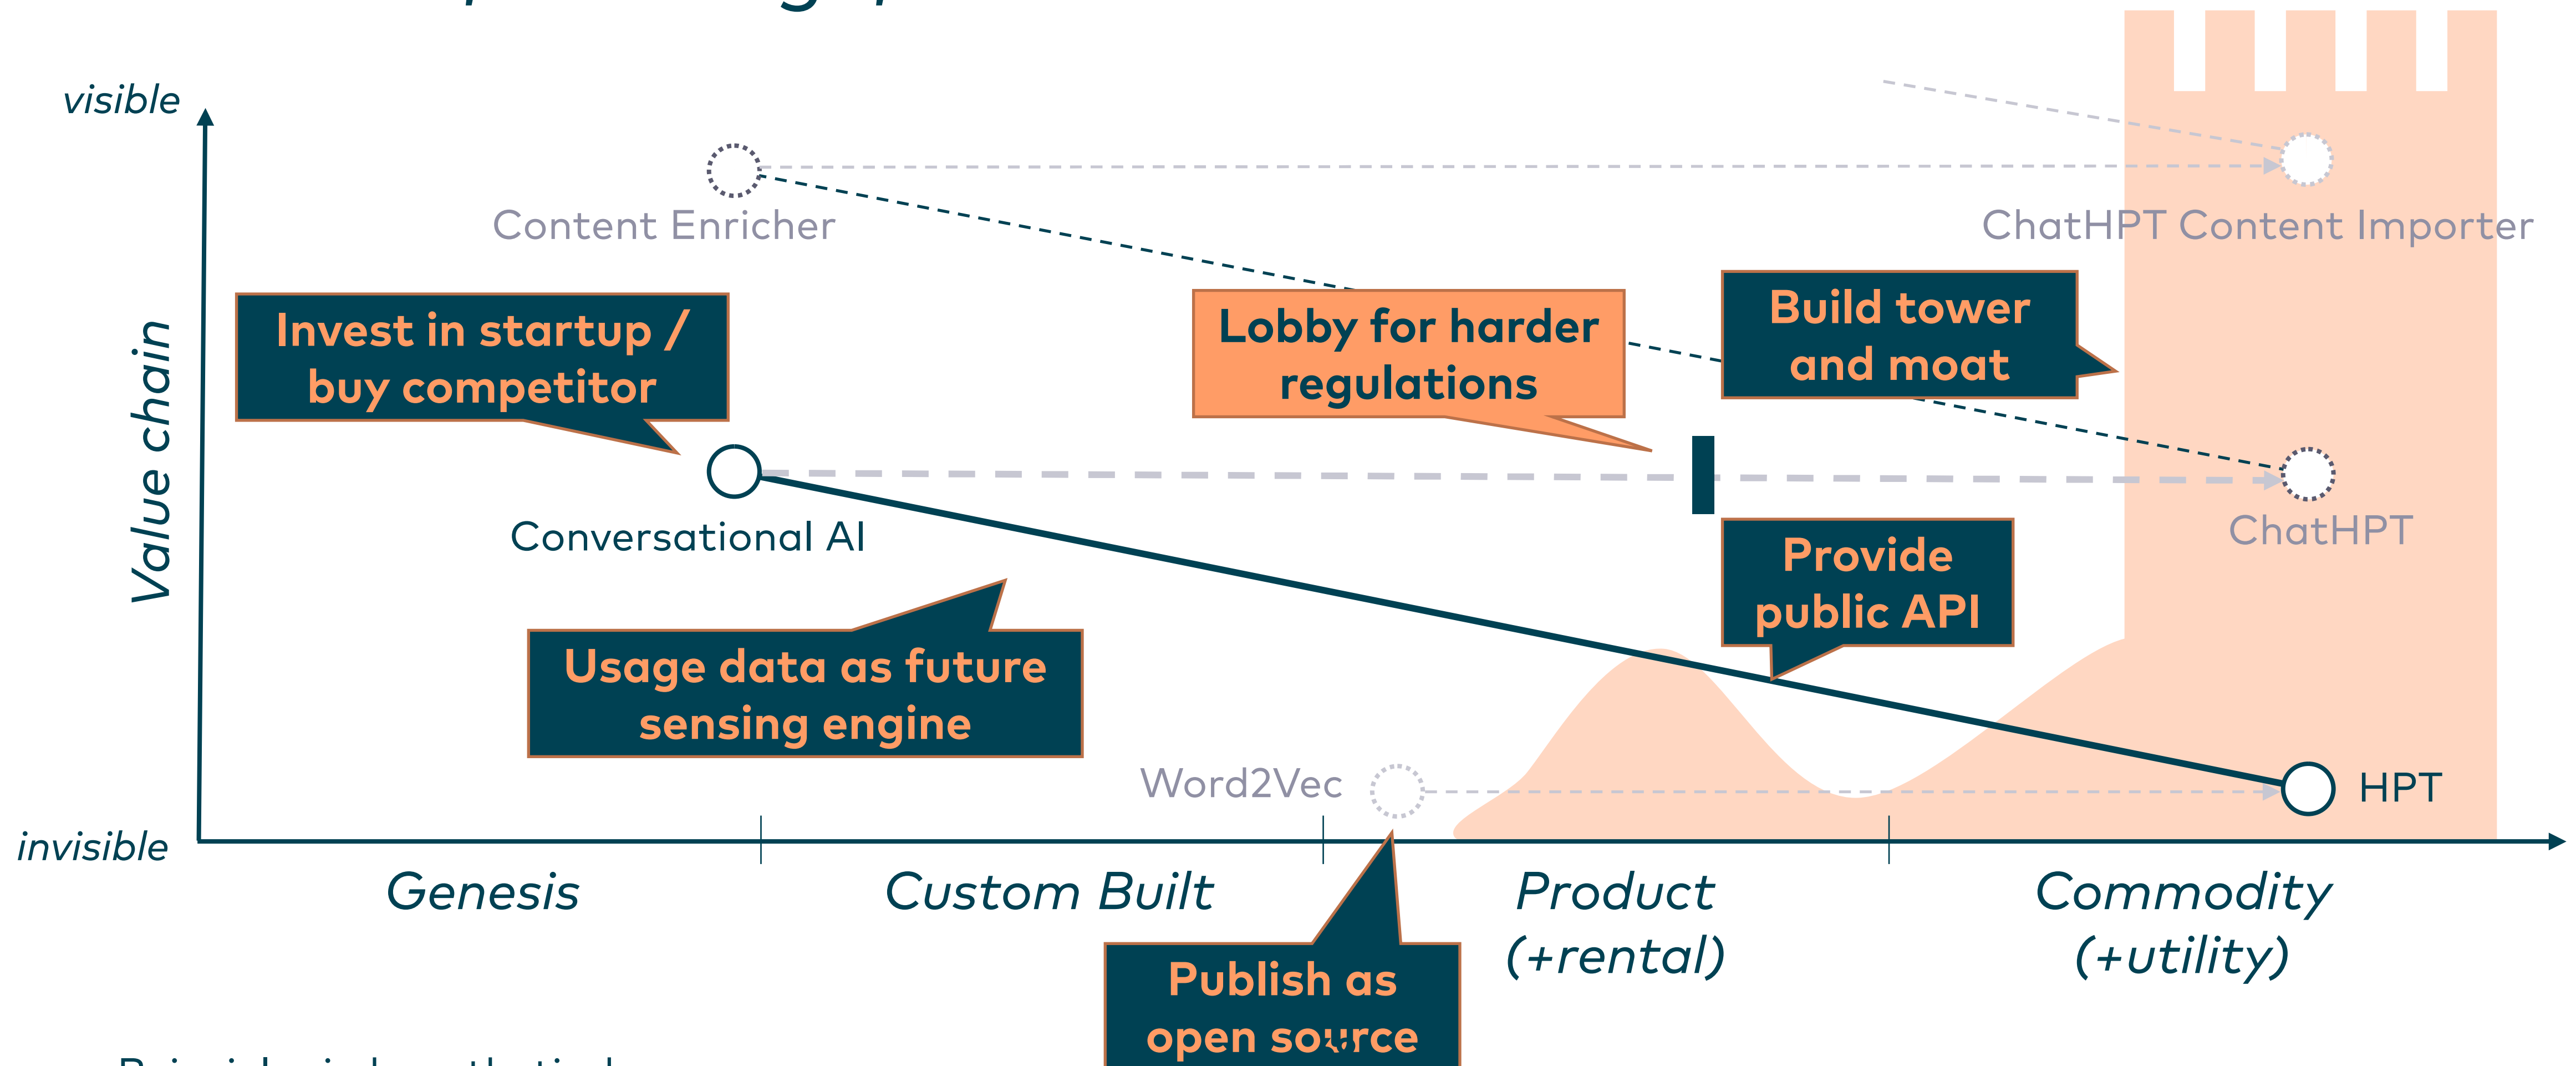 visible
Content Enricher
ChatHPT Content Importer
Invest in startup /
buy competitor
Lobby for harder
regulations
Build tower
and moat
Value chain
Conversational AI
ChatHPT
Provide
public API
Usage data as future
sensing engine
Word2Vec
HPT
invisible
Genesis
Custom Built
Product
(+rental)
Commodity
(+utility)
Publish as
open source